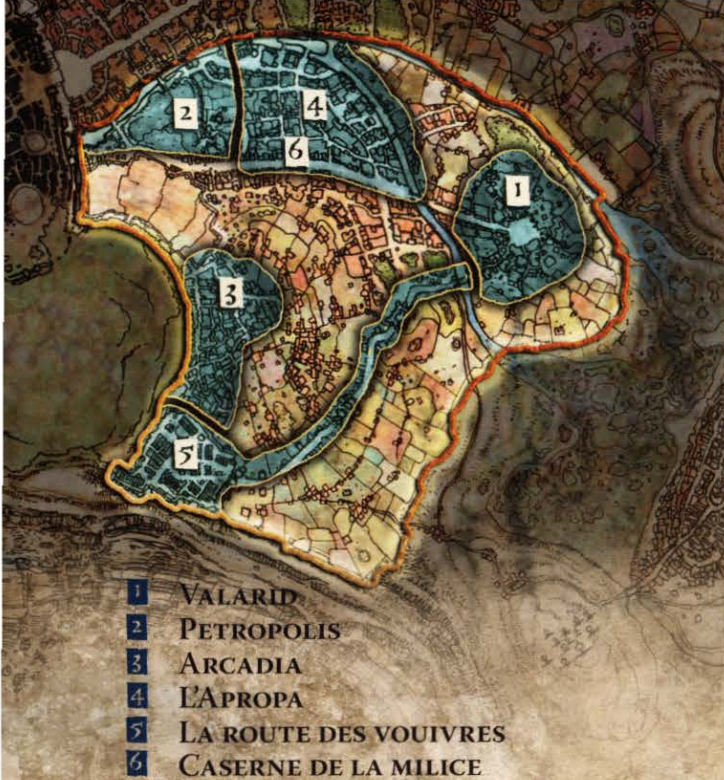 2
4
6
1
3
5
1 VALARID
2 PETROPOLIS
3 ARCADIA
4 L'APROPA
5 LA ROUTE DES VOUIVRES
6 CASERNE DE LA MILICE